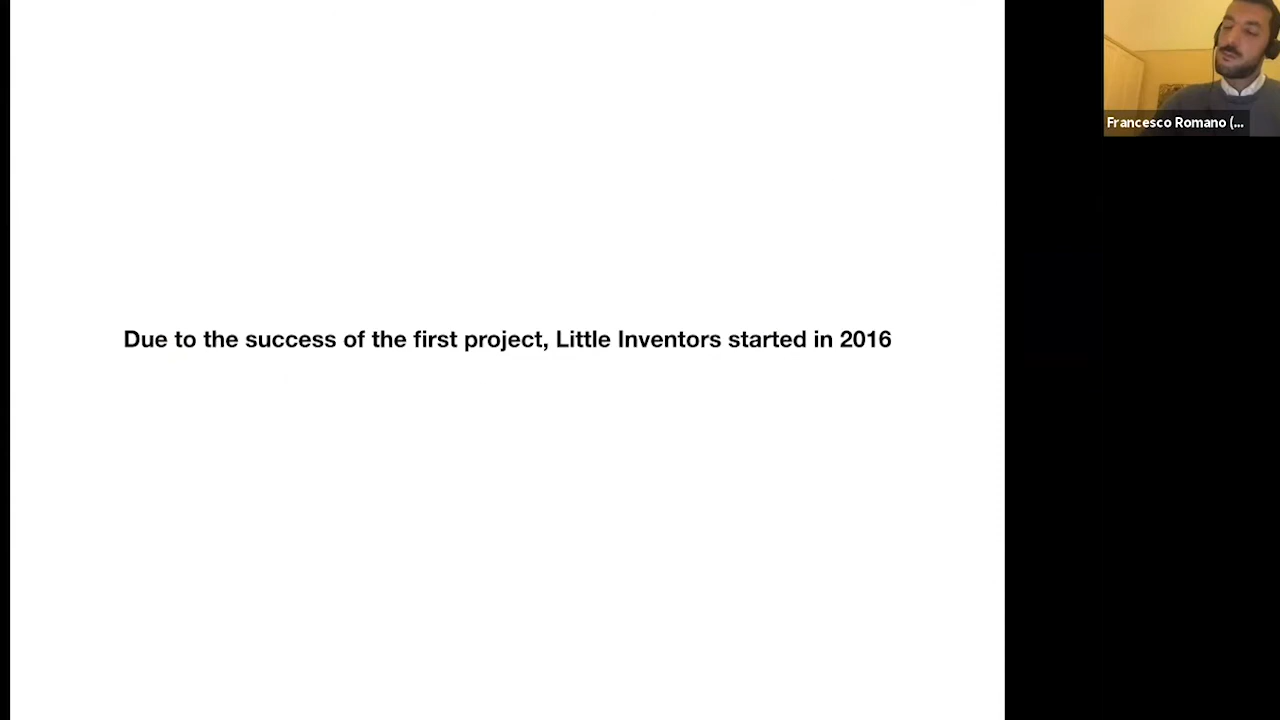 Francesco Romano (...
Due to the success of the first project, Little Inventors started in 2016